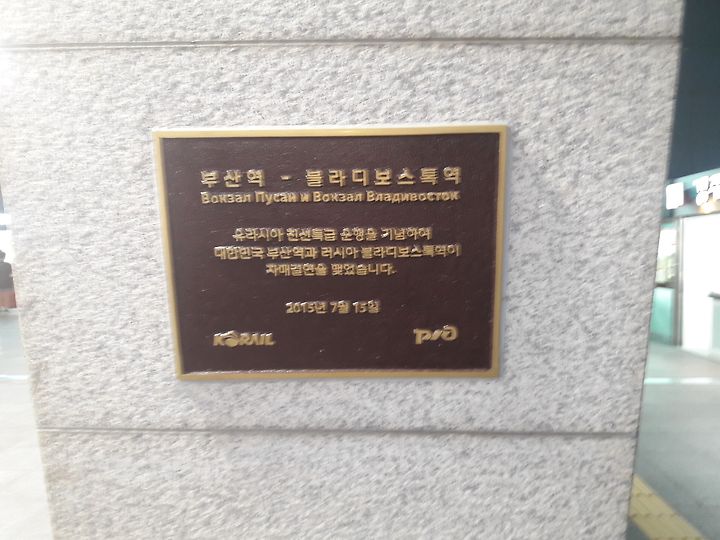 부산역 - 블라디보스톡역
Вокзал Пусан и Вокзал Владивосток
유라시아 친선특급 운행을 기념하여
대한민국 부산역과 러시아 블라디보스톡역이
자매결연을 맺었습니다.
2015년 7월 15일
KORAIL
РЖД